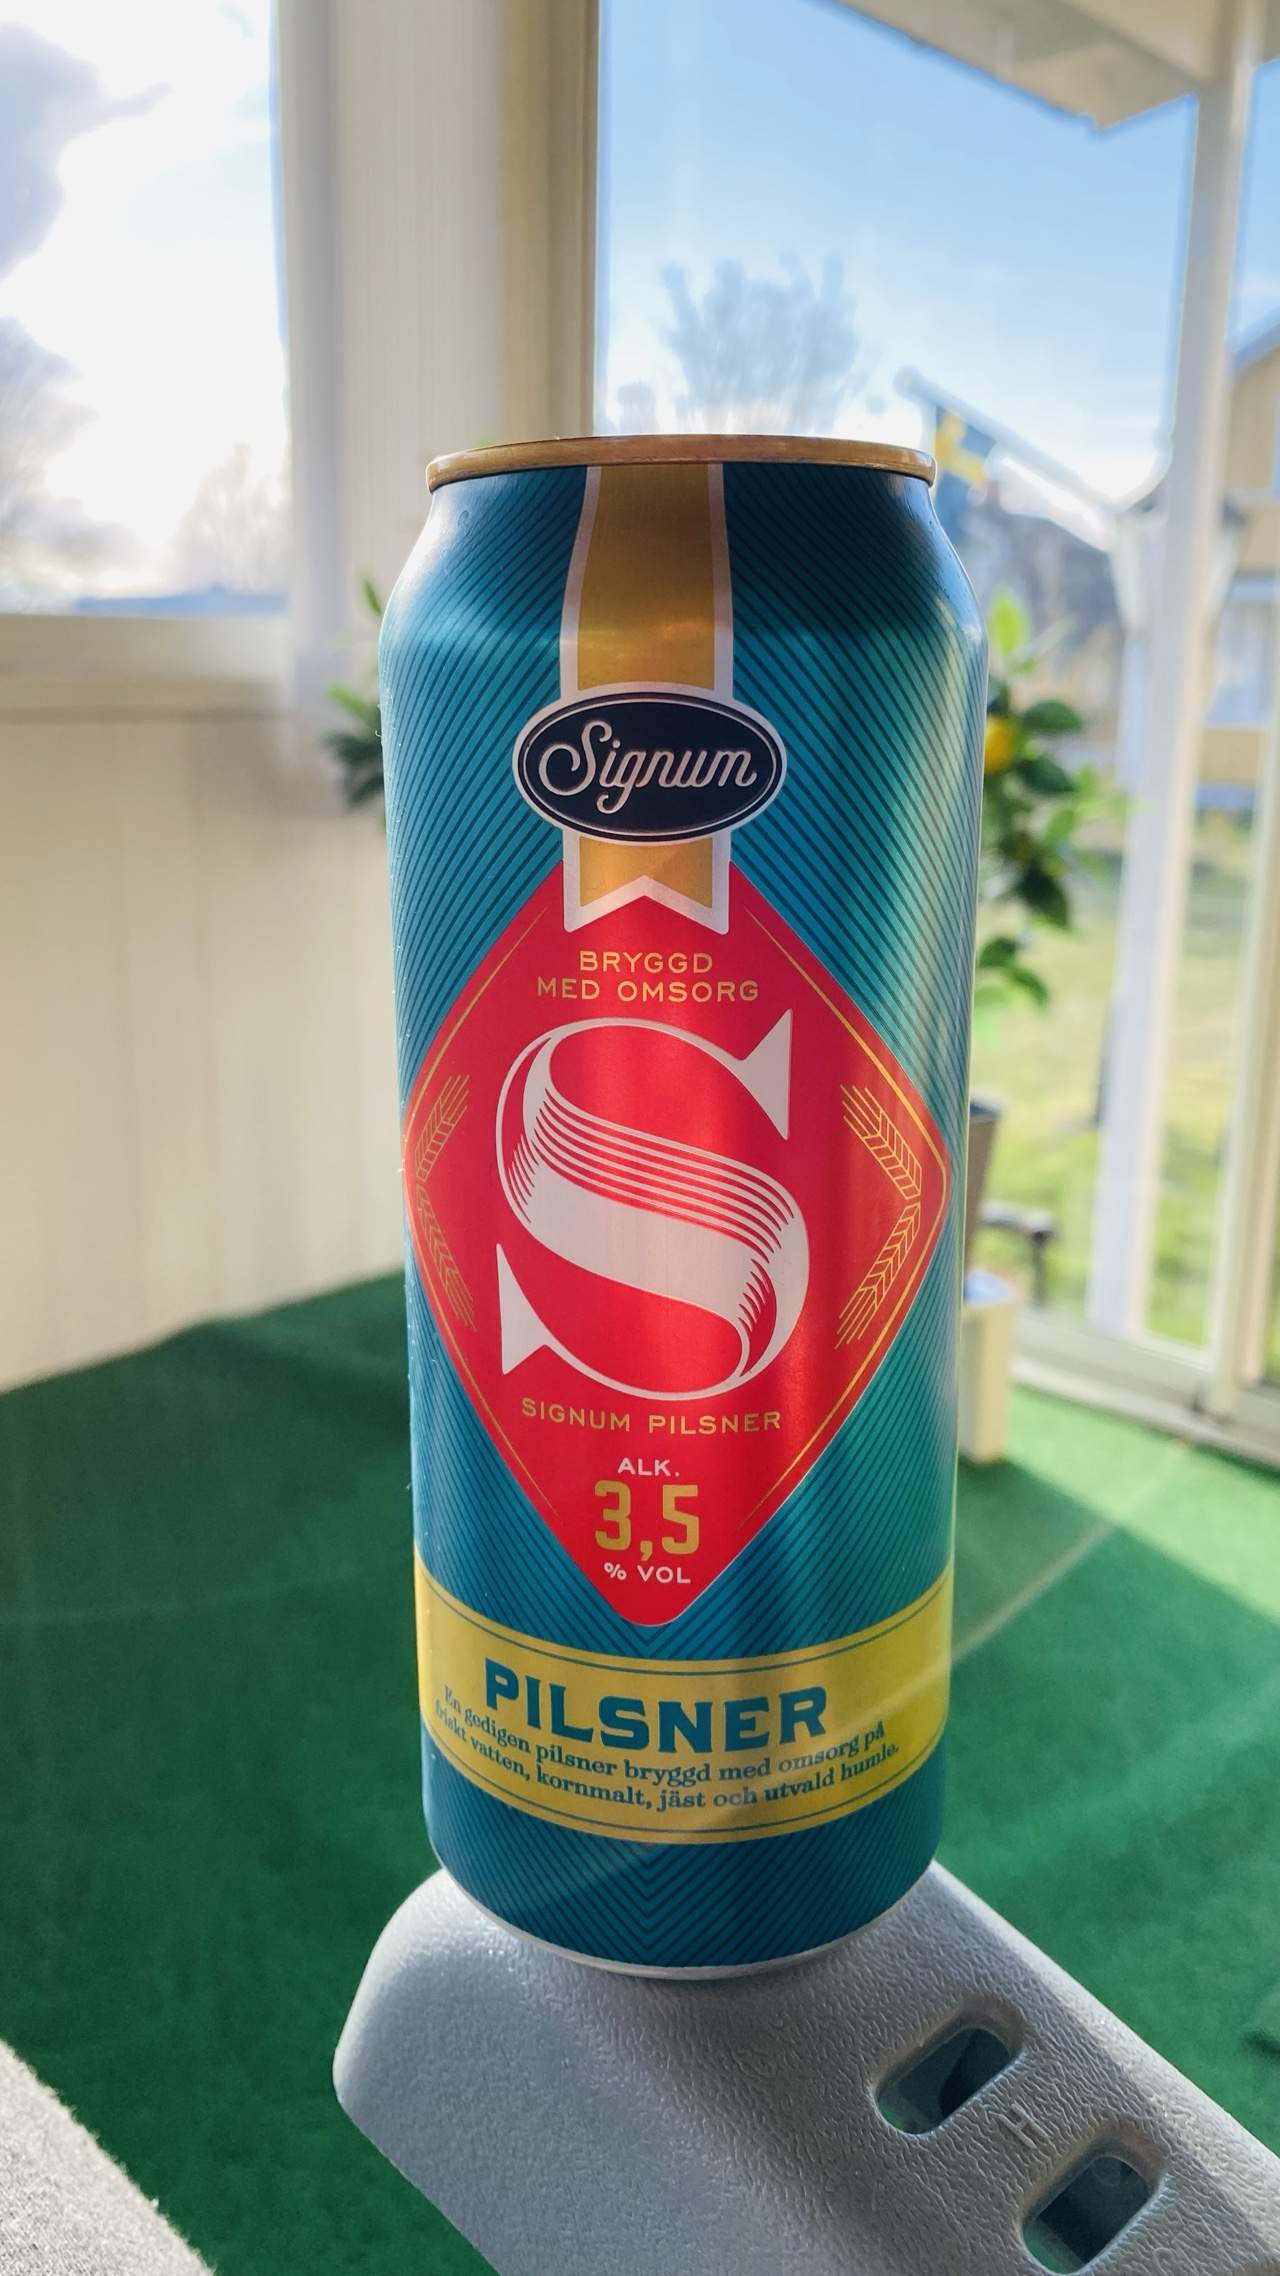 Signum
BRYGGD
MED OMSORG
S
SIGNUM PILSNER
ALK.
3,5
% VOL
PILSNER
En gedigen pilsner bryggd med omsorg på
friskt vatten, kornmalt, jäst och utvald humle.
H